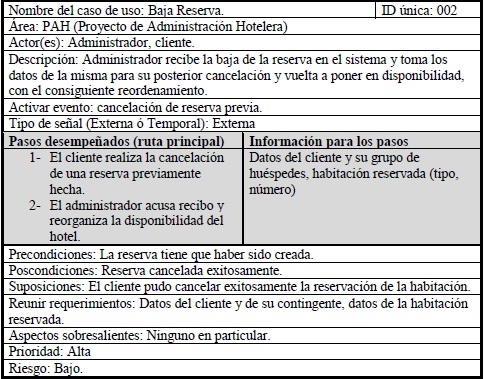 Nombre del caso de uso: Baja Reserva.
ID única: 002
Área: PAH (Proyecto de Administración Hotelera)
Actor(es): Administrador, cliente.
Descripción: Administrador recibe la baja de la reserva en el sistema y toma los
datos de la misma para su posterior cancelación y vuelta a poner en disponibilidad,
con el consiguiente reordenamiento.
Activar evento: cancelación de reserva previa.
Tipo de señal (Externa ó Temporal): Externa
Pasos desempeñados (ruta principal)
1- El cliente realiza la cancelación
de una reserva previamente
hecha.
2- El administrador acusa recibo y
reorganiza la disponibilidad del
hotel.
Información para los pasos
Datos del cliente y su grupo de
huéspedes, habitación reservada (tipo,
número)
Precondiciones: La reserva tiene que haber sido creada.
Poscondiciones: Reserva cancelada exitosamente.
Suposiciones: El cliente pudo cancelar exitosamente la reservación de la habitación.
Reunir requerimientos: Datos del cliente y de su contingente, datos de la habitación
reservada.
Aspectos sobresalientes: Ninguno en particular.
Prioridad: Alta
Riesgo: Bajo.